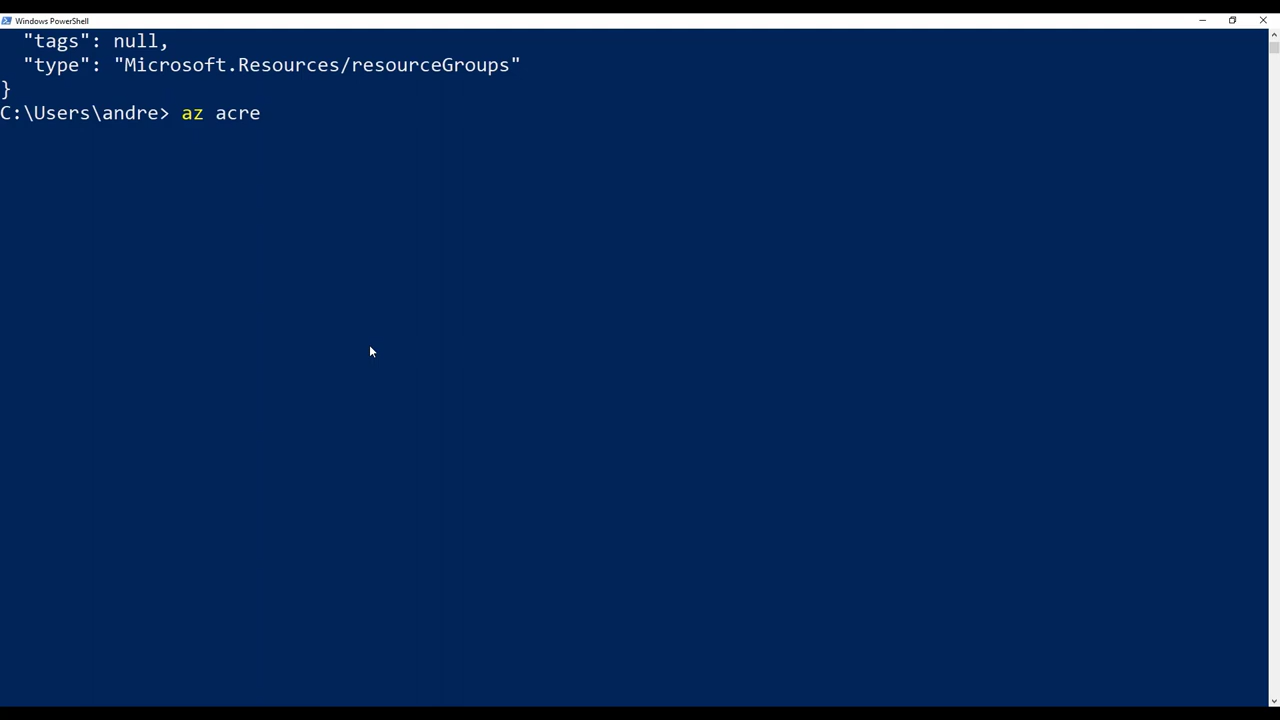 Windows PowerShell
"tags": null,
"type": "Microsoft.Resources/resourceGroups"
}
C:\Users\andre> az acre